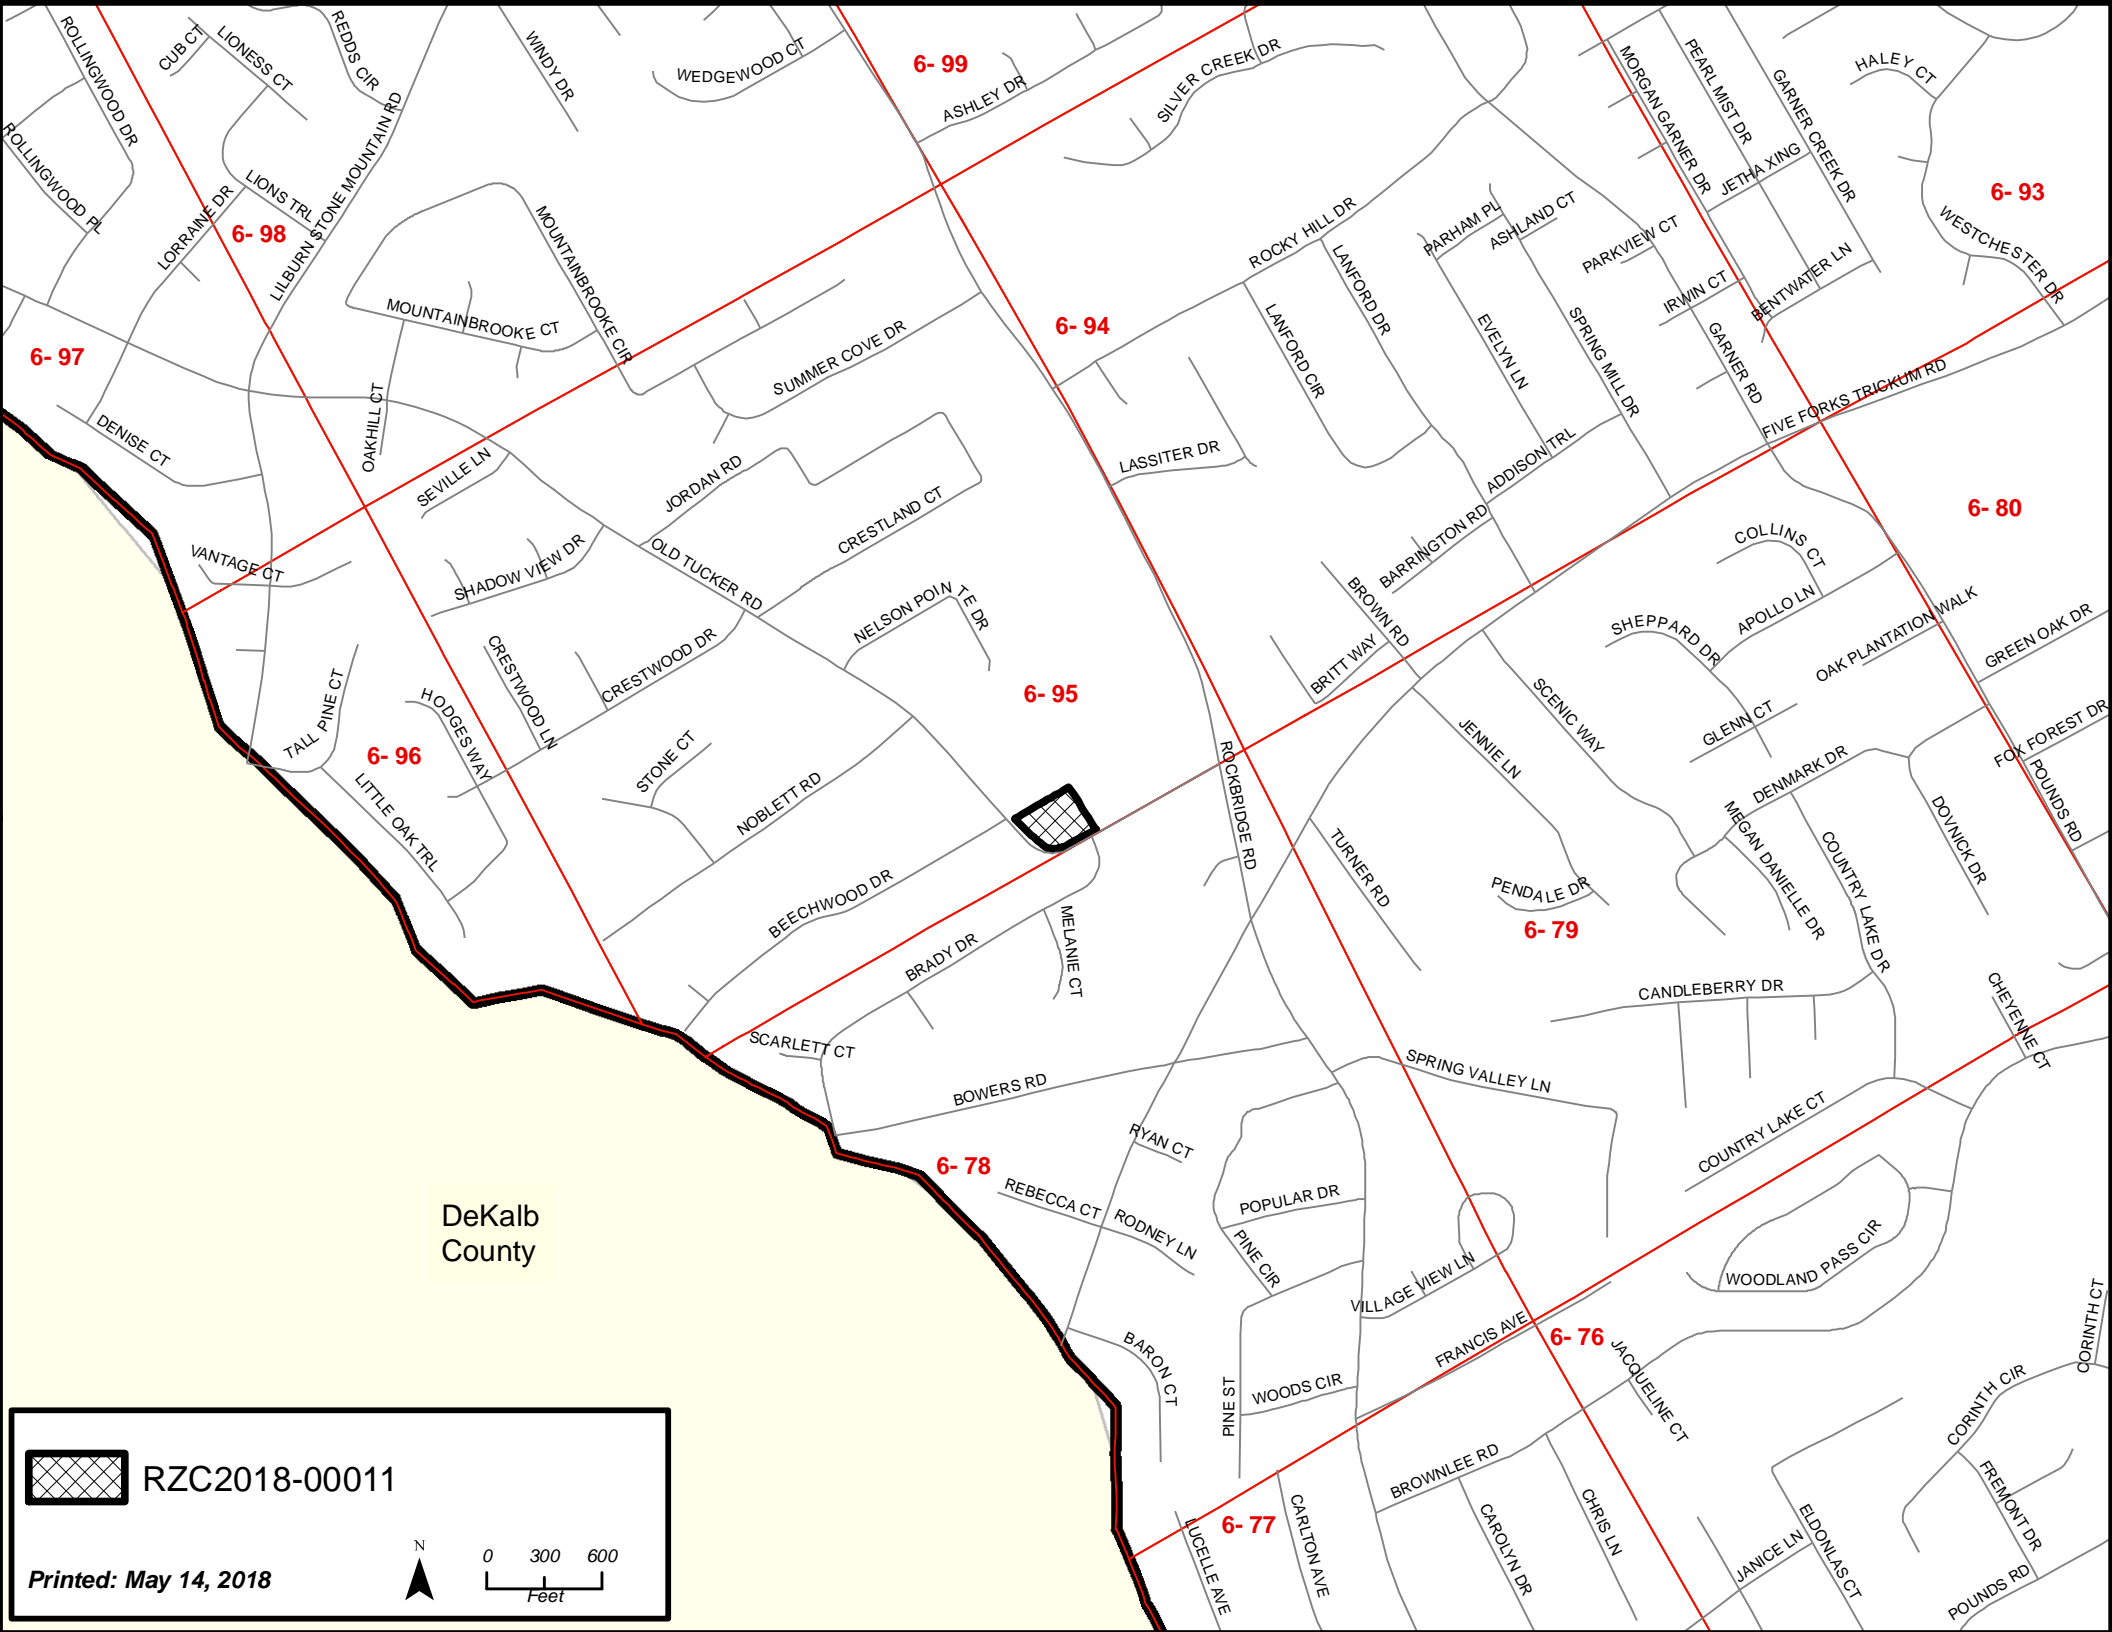 ROLLINGWOOD DR
CUB CT
LIONESS CT
REDDS CIR
WINDY DR
WEDGEWOOD CT
6- 99
ASHLEY DR
SILVER CREEK DR
MORGAN GARNER DR
PEARL MIST DR
GARNER CREEK DR
HALEY CT
ROLLINGWOOD PL
LORRAINE DR
LIONS TRL
6- 98
LILBURN STONE MOUNTAIN RD
MOUNTAINBROOKE CIR
MOUNTAINBROOKE CT
JETHA XING
6- 93
WESTCHESTER DR
ROCKY HILL DR
PARHAM PL
ASHLAND CT
PARKVIEW CT
IRWIN CT
BENTWATER LN
LANFORD DR
LANFORD CIR
EVELYN LN
SPRING MILL DR
GARNER RD
6- 94
6- 97
SUMMER COVE DR
DENISE CT
OAKHILL CT
SEVILLE LN
JORDAN RD
CRESTLAND CT
LASSITER DR
ADDISON TRL
BARRINGTON RD
FIVE FORKS TRICKUM RD
6- 80
VANTAGE CT
SHADOW VIEW DR
OLD TUCKER RD
NELSON POINTE DR
BROWN RD
BRITT WAY
COLLINS CT
APOLLO LN
SHEPPARD DR
OAK PLANTATION WALK
GREEN OAK DR
CRESTWOOD LN
CRESTWOOD DR
TALL PINE CT
HODGES WAY
6- 96
6- 95
STONE CT
NOBLETT RD
LITTLE OAK TRL
ROCKBRIDGE RD
JENNIE LN
SCENIC WAY
GLENN CT
DENMARK DR
FOX FOREST DR
POUNDS RD
MEGAN DANIELLE DR
COUNTRY LAKE DR
DOVNICK DR
TURNER RD
PENDALE DR
6- 79
BEECHWOOD DR
BRADY DR
MELANIE CT
CANDLEBERRY DR
CHEYENNE CT
SCARLETT CT
BOWERS RD
SPRING VALLEY LN
COUNTRY LAKE CT
RYAN CT
6- 78
REBECCA CT
RODNEY LN
POPULAR DR
PINE CIR
VILLAGE VIEW LN
WOODLAND PASS CIR
DeKalb
County
BARON CT
PINE ST
WOODS CIR
FRANCIS AVE
6- 76
JACQUELINE CT
CORINTH CT
CORINTH CIR
BROWNLEE RD
6- 77
LUCELLE AVE
CARLTON AVE
CAROLYN DR
CHRIS LN
ELDONLAS CT
JANICE LN
FREMONT DR
POUNDS RD
RZC2018-00011
Printed: May 14, 2018
N
0 300 600
Feet